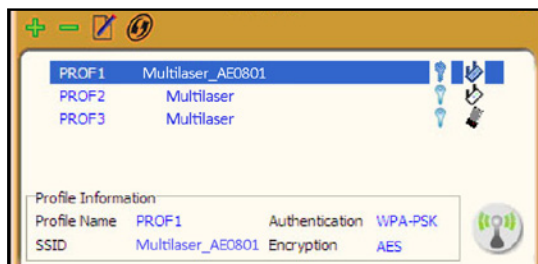 PROF1 Multilaser_AE0801
PROF2 Multilaser
PROF3 Multilaser
Profile Information
Profile Name PROF1 Authentication WPA-PSK
SSID Multilaser_AE0801 Encryption AES